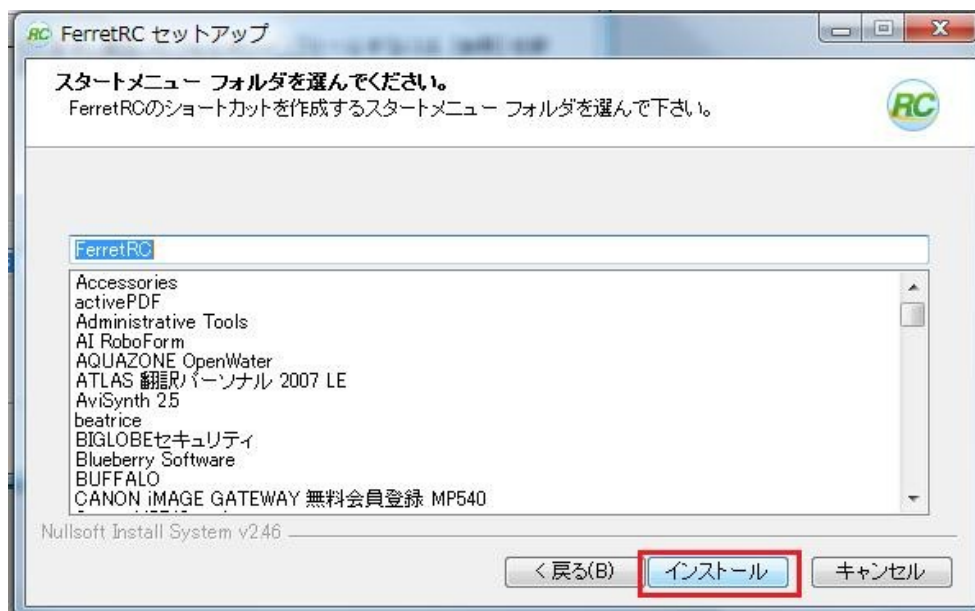 RC FerretRC セットアップ
スタートメニュー フォルダを選んでください。
FerretRCのショートカットを作成するスタートメニュー フォルダを選んで下さい。
RC
FerretRC
Accessories
activePDF
Administrative Tools
AI RoboForm
AQUAZONE OpenWater
ATLAS 翻訳パーソナル 2007 LE
AviSynth 2.5
beatrice
BIGLOBEセキュリティ
Blueberry Software
BUFFALO
CANON iMAGE GATEWAY 無料会員登録 MP540
Nullsoft Install System v2.46
< 戻る(B)
インストール
キャンセル